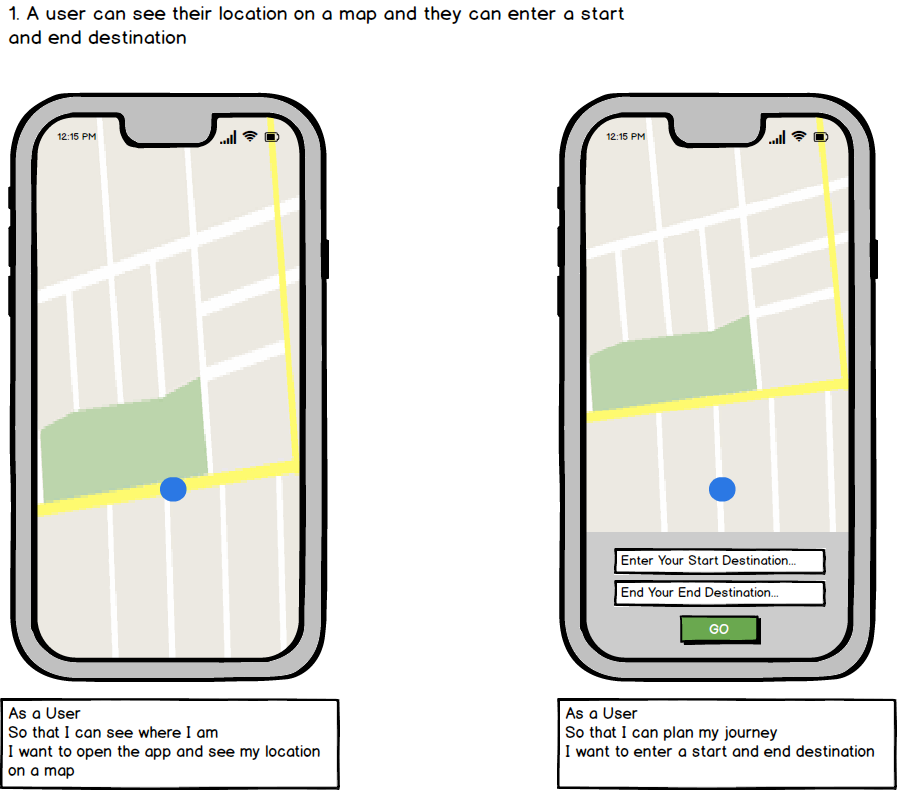 1. A user can see their location on a map and they can enter a start
and end destination
12:15 PM
12:15 PM
Enter Your Start Destination...
End Your End Destination...
GO
As a User
So that I can see where I am
I want to open the app and see my location
on a map
As a User
So that I can plan my journey
I want to enter a start and end destination